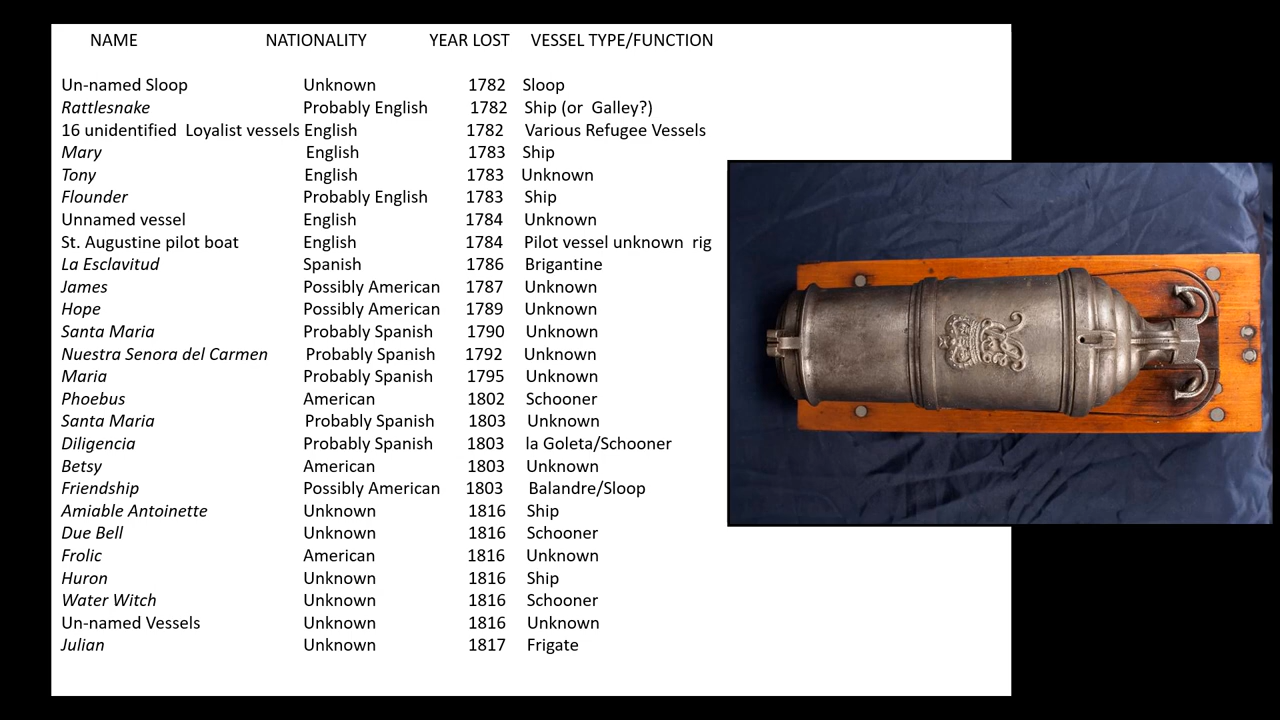 NAME NATIONALITY YEAR LOST VESSEL TYPE/FUNCTION
Un-named Sloop Unknown 1782 Sloop
Rattlesnake Probably English 1782 Ship (or Galley?)
16 unidentified Loyalist vessels English 1782 Various Refugee Vessels
Mary English 1783 Ship
Tony English 1783 Unknown
Flounder Probably English 1783 Ship
Unnamed vessel English 1784 Unknown
St. Augustine pilot boat English 1784 Pilot vessel unknown rig
La Esclavitud Spanish 1786 Brigantine
James Possibly American 1787 Unknown
Hope Possibly American 1789 Unknown
Santa Maria Probably Spanish 1790 Unknown
Nuestra Senora del Carmen Probably Spanish 1792 Unknown
Maria Probably Spanish 1795 Unknown
Phoebus American 1802 Schooner
Santa Maria Probably Spanish 1803 Unknown
Diligencia Probably Spanish 1803 la Goleta/Schooner
Betsy American 1803 Unknown
Friendship Possibly American 1803 Balandre/Sloop
Amiable Antoinette Unknown 1816 Ship
Due Bell Unknown 1816 Schooner
Frolic American 1816 Unknown
Huron Unknown 1816 Ship
Water Witch Unknown 1816 Schooner
Un-named Vessels Unknown 1816 Unknown
Julian Unknown 1817 Frigate